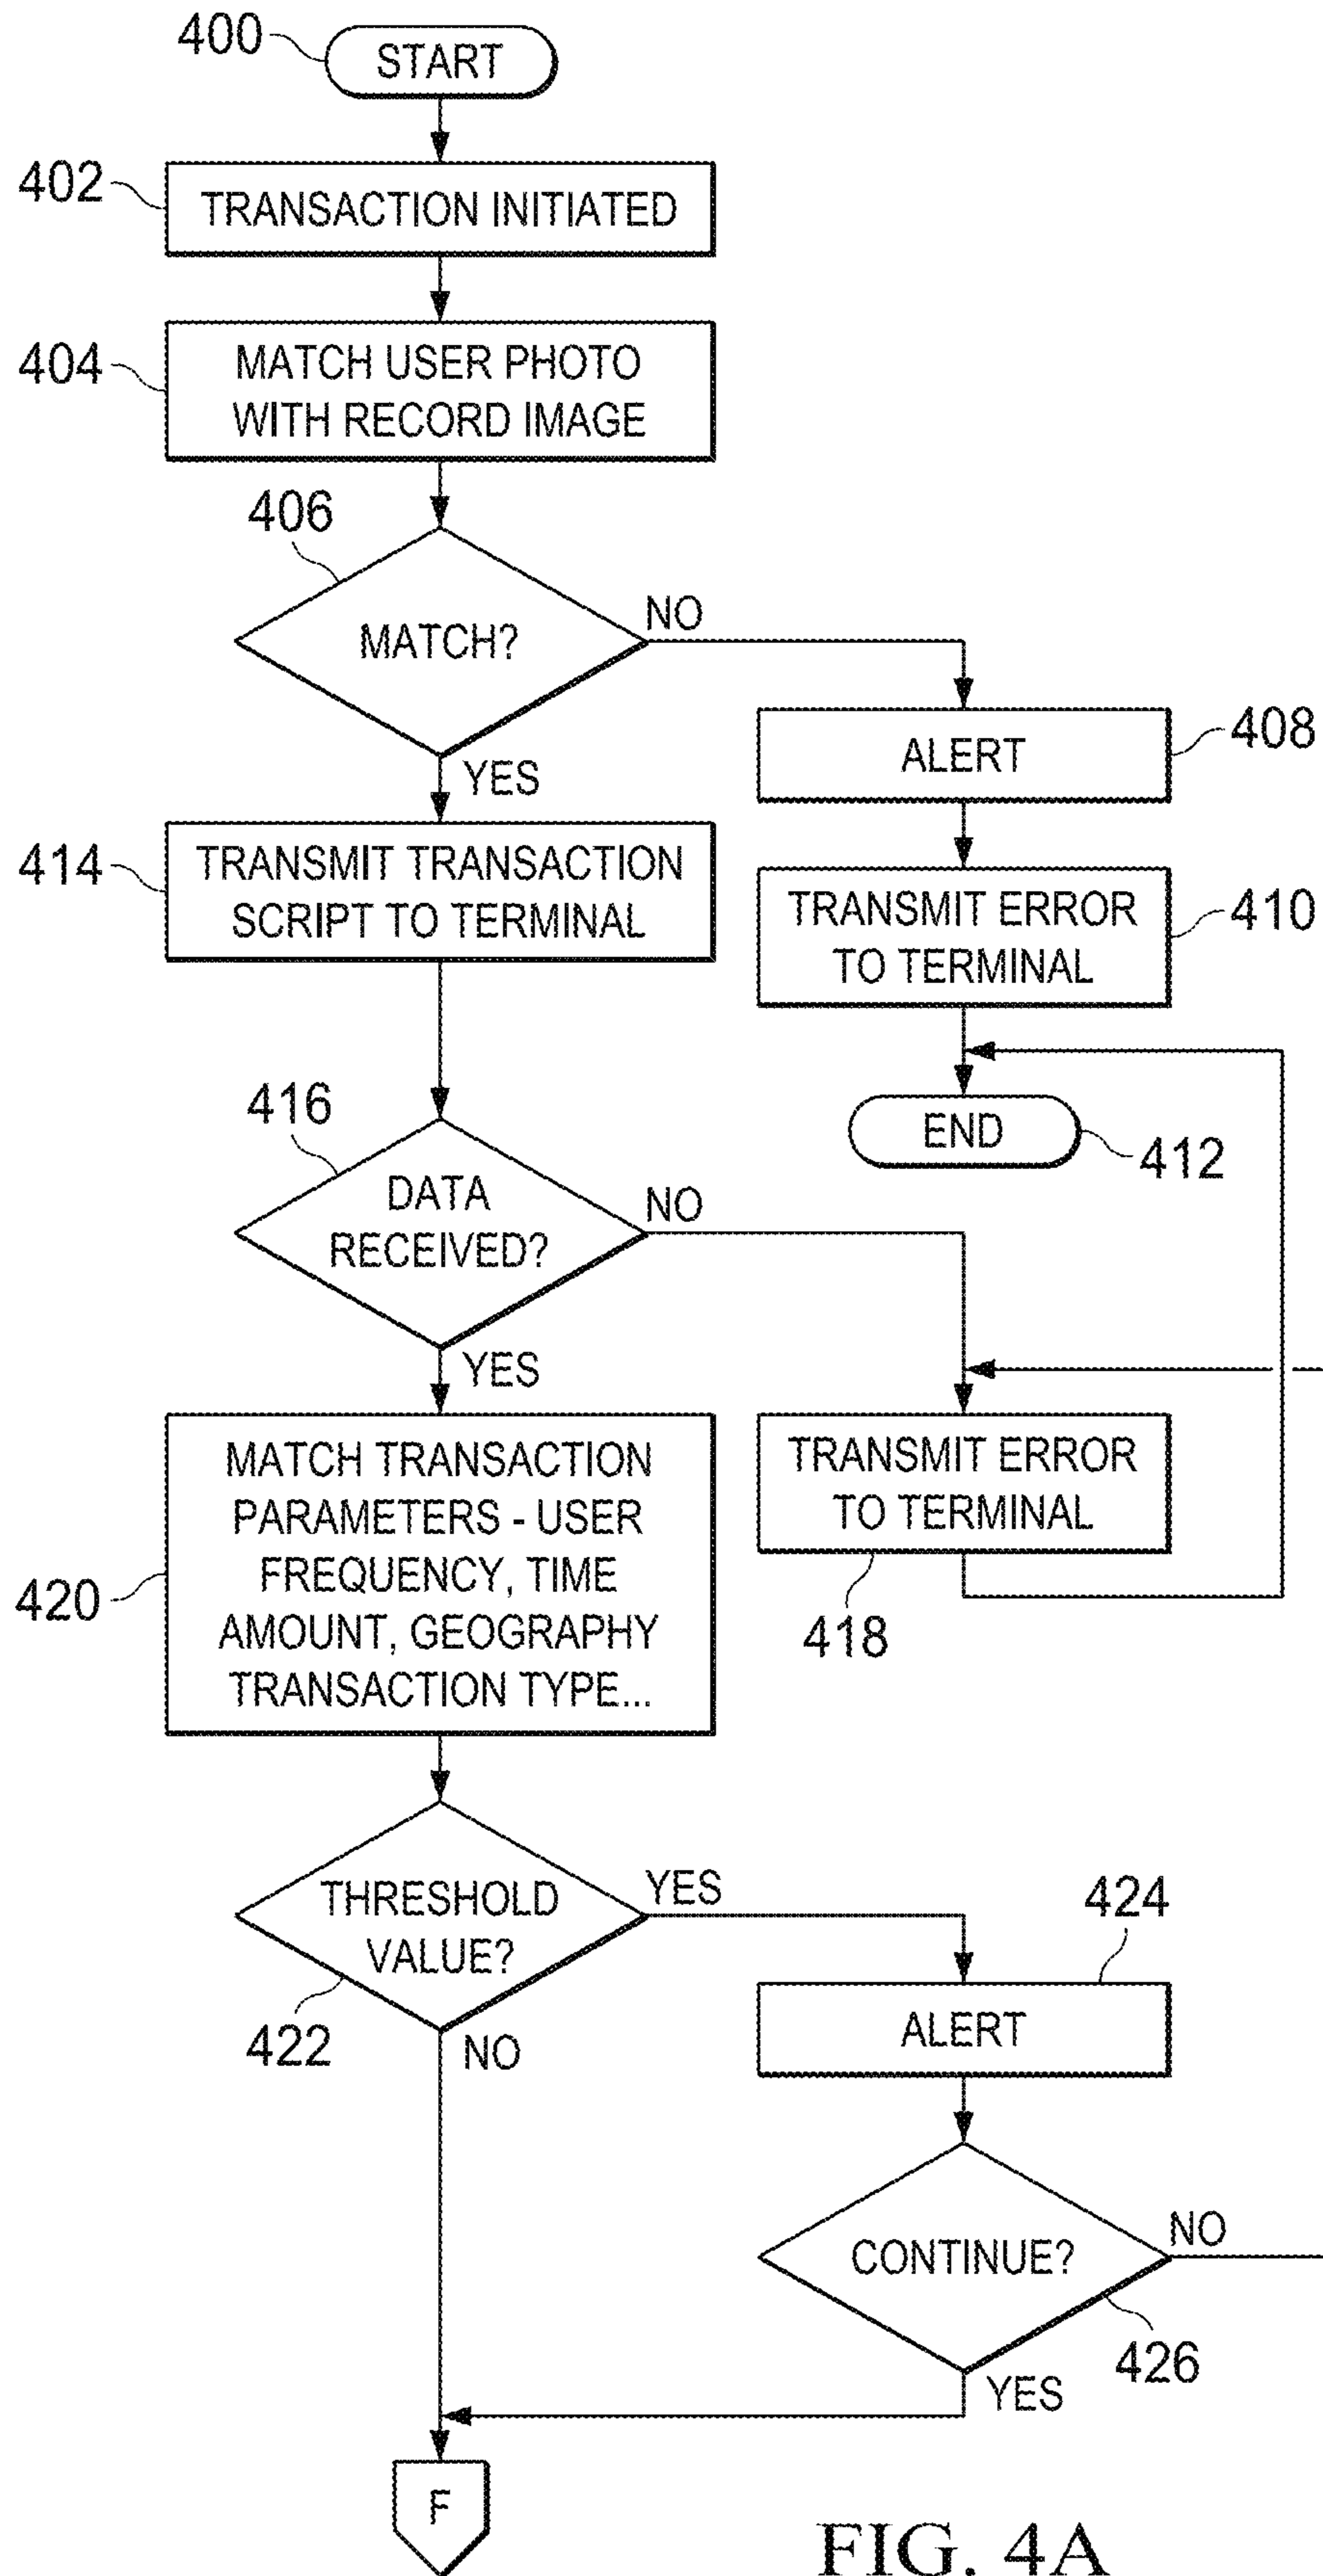 400
START
402
TRANSACTION INITIATED
404
MATCH USER PHOTO
WITH RECORD IMAGE
406
MATCH?
NO
YES
408
ALERT
414
TRANSMIT TRANSACTION
SCRIPT TO TERMINAL
410
TRANSMIT ERROR
TO TERMINAL
416
DATA
RECEIVED?
NO
YES
END
412
420
MATCH TRANSACTION
PARAMETERS - USER
FREQUENCY, TIME
AMOUNT, GEOGRAPHY
TRANSACTION TYPE...
TRANSMIT ERROR
TO TERMINAL
418
THRESHOLD
VALUE?
YES
422
NO
424
ALERT
CONTINUE?
NO
426
YES
F
FIG. 4A